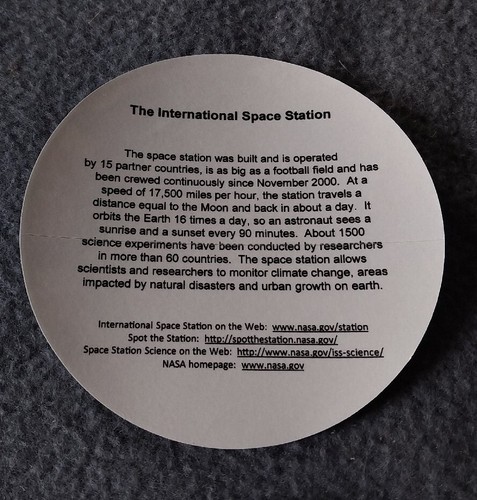 The International Space Station
The space station was built and is operated
by 15 partner countries, is as big as a football field and has
been crewed continuously since November 2000. At a
speed of 17,500 miles per hour, the station travels a
distance equal to the Moon and back in about a day. It
orbits the Earth 16 times a day, so an astronaut sees a
sunrise and a sunset every 90 minutes. About 1500
science experiments have been conducted by researchers
in more than 60 countries. The space station allows
scientists and researchers to monitor climate change, areas
impacted by natural disasters and urban growth on earth.
International Space Station on the Web: www.nasa.gov/station
Spot the Station: http://spotthestation.nasa.gov/
Space Station Science on the Web: http://www.nasa.gov/iss-science/
NASA homepage: www.nasa.gov